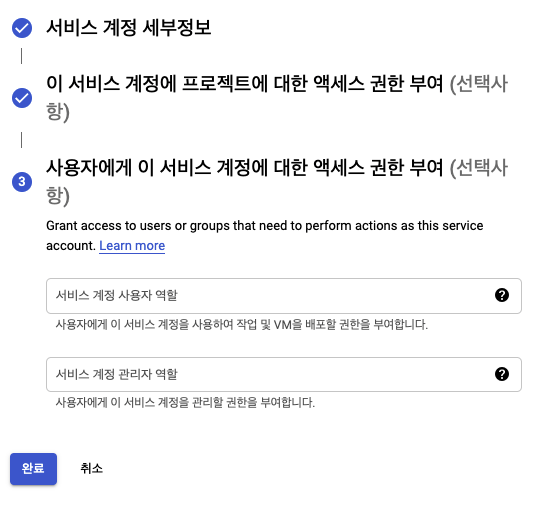 서비스 계정 세부정보
이 서비스 계정에 프로젝트에 대한 액세스 권한 부여 (선택사
항)
3
사용자에게 이 서비스 계정에 대한 액세스 권한 부여 (선택사
항)
Grant access to users or groups that need to perform actions as this service
account. Learn more
서비스 계정 사용자 역할 ?
사용자에게 이 서비스 계정을 사용하여 작업 및 VM을 배포할 권한을 부여합니다.
서비스 계정 관리자 역할 ?
사용자에게 이 서비스 계정을 관리할 권한을 부여합니다.
완료 취소